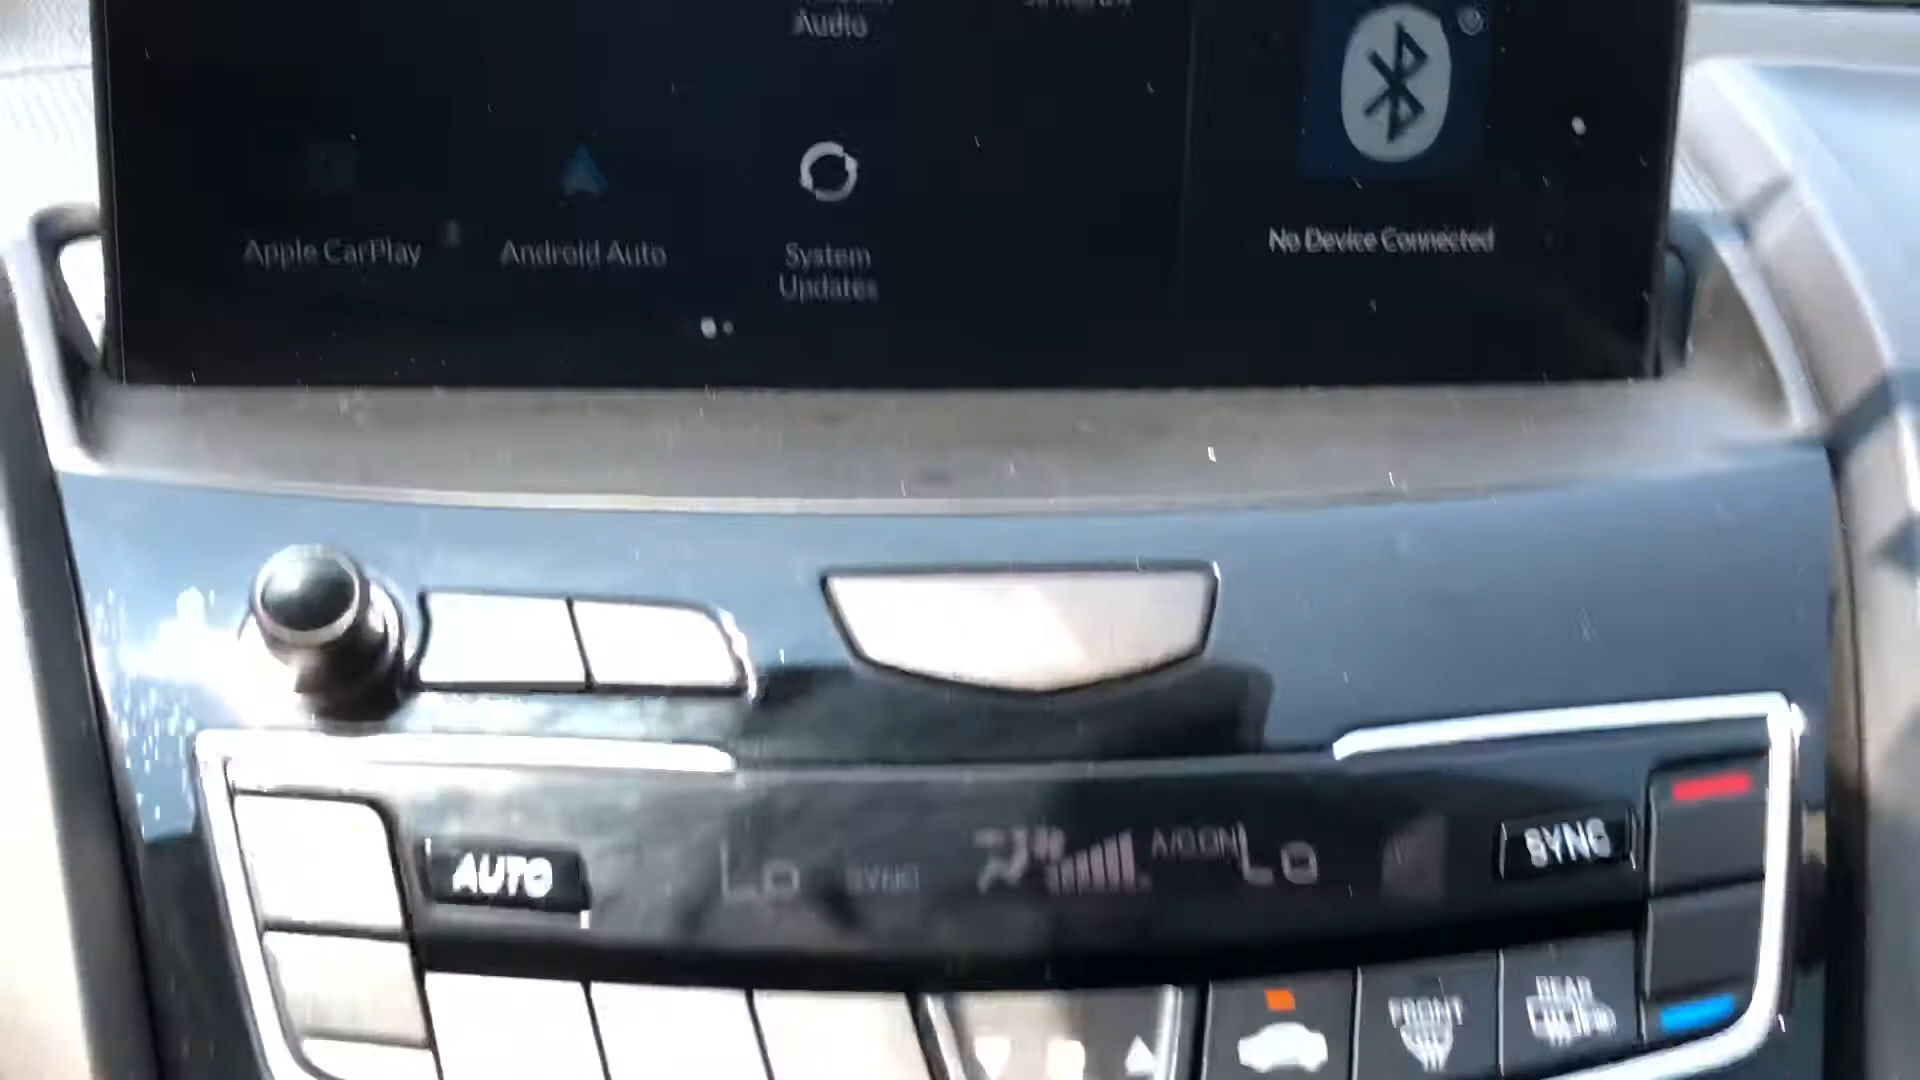 Audio
Apple CarPlay
Android Auto
System
Updates
No Device Connected
AUTO
Lo
SYNC
A/C ON
Lo
SYNC
FRONT
REAR